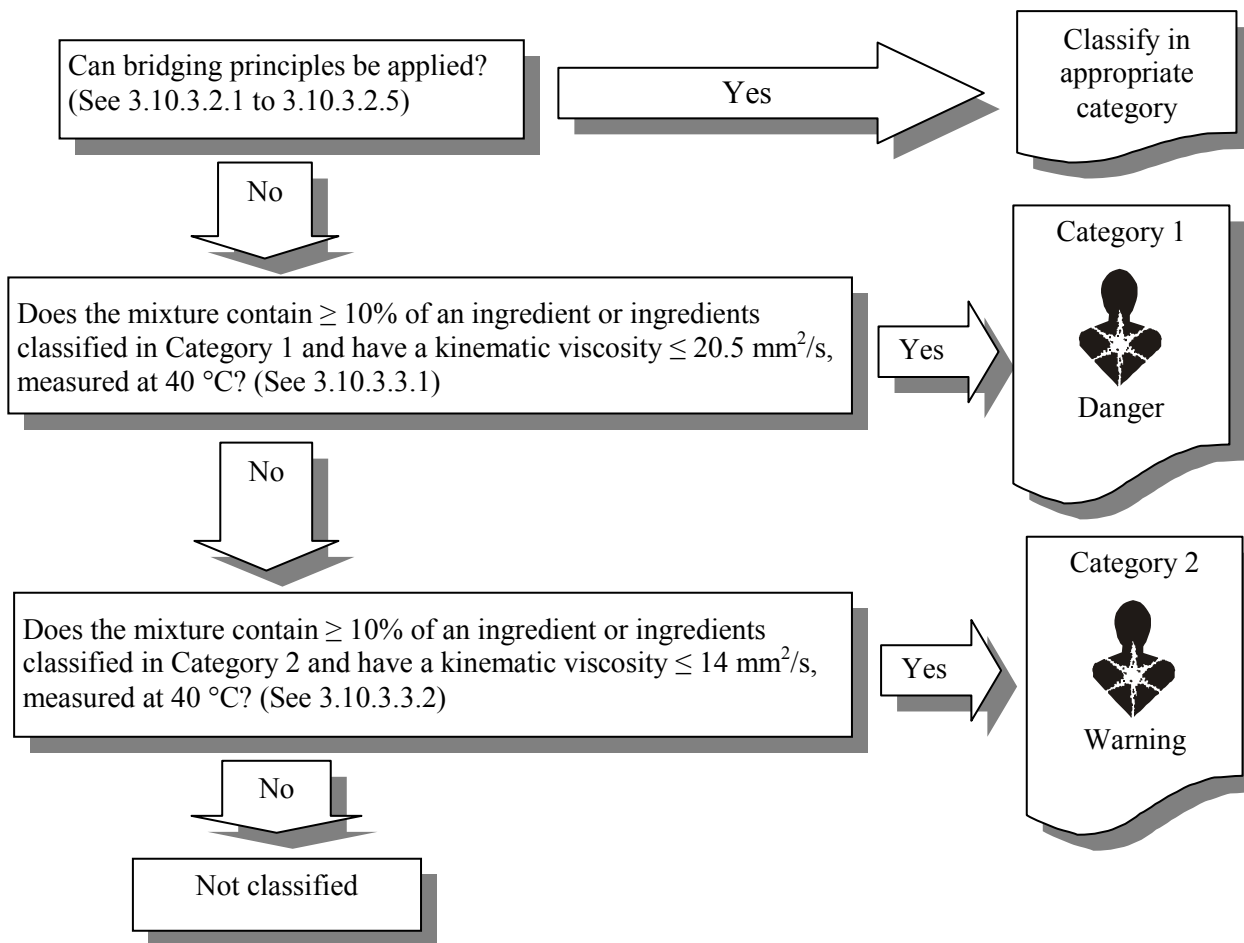 Can bridging principles be applied?
(See 3.10.3.2.1 to 3.10.3.2.5)
Yes
Classify in
appropriate
category
No
Does the mixture contain ≥ 10% of an ingredient or ingredients
classified in Category 1 and have a kinematic viscosity ≤ 20.5 mm²/s,
measured at 40 °C? (See 3.10.3.3.1)
Yes
Category 1
Danger
No
Does the mixture contain ≥ 10% of an ingredient or ingredients
classified in Category 2 and have a kinematic viscosity ≤ 14 mm²/s,
measured at 40 °C? (See 3.10.3.3.2)
Yes
Category 2
Warning
No
Not classified